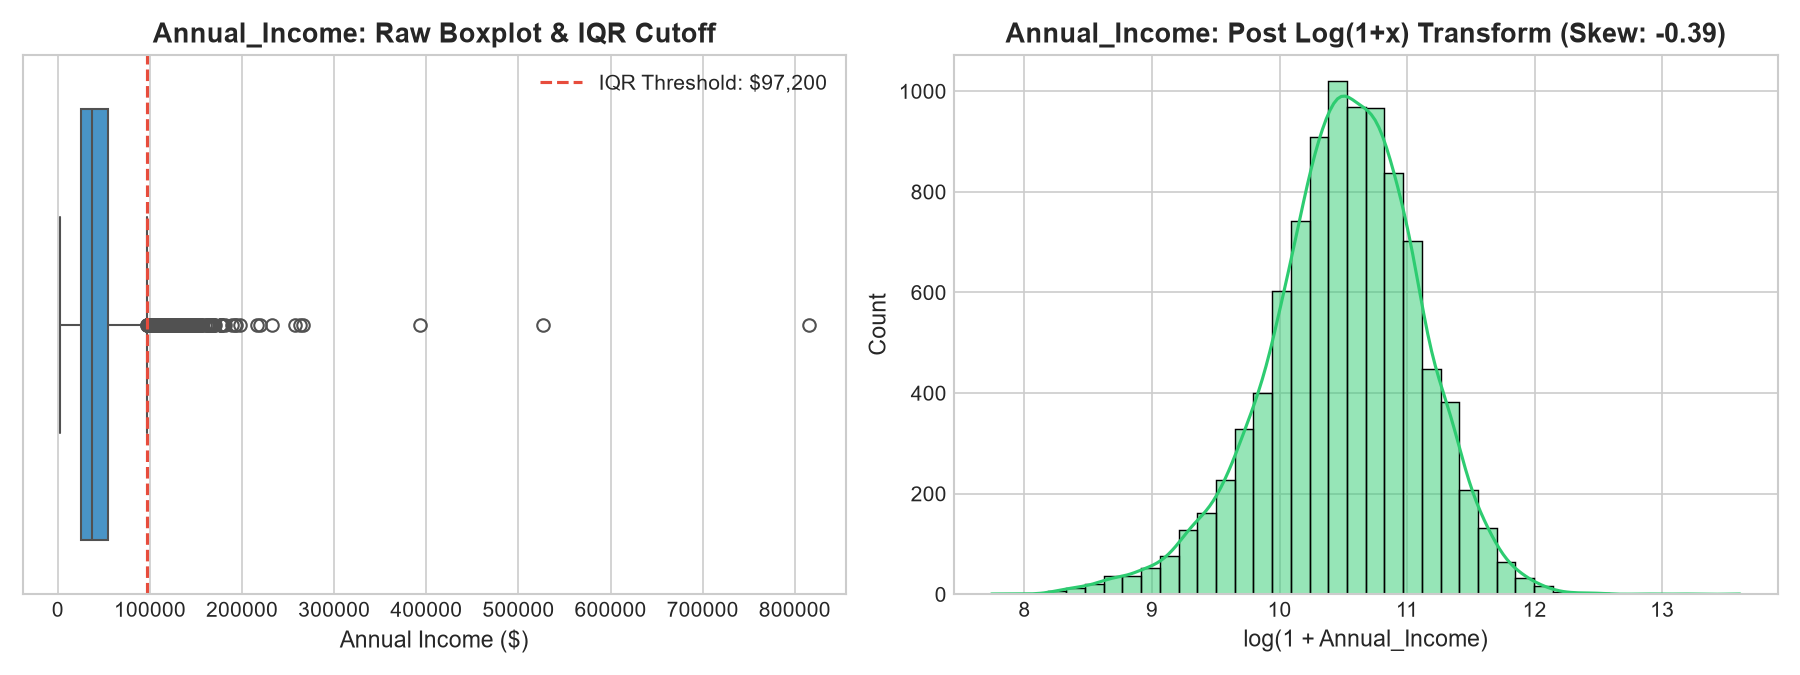 Annual_Income: Raw Boxplot & IQR Cutoff
IQR Threshold: $97,200
0 100000 200000 300000 400000 500000 600000 700000 800000
Annual Income ($)
Annual_Income: Post Log(1+x) Transform (Skew: -0.39)
1000
800
600
400
200
0
Count
8 9 10 11 12 13
log(1 + Annual_Income)